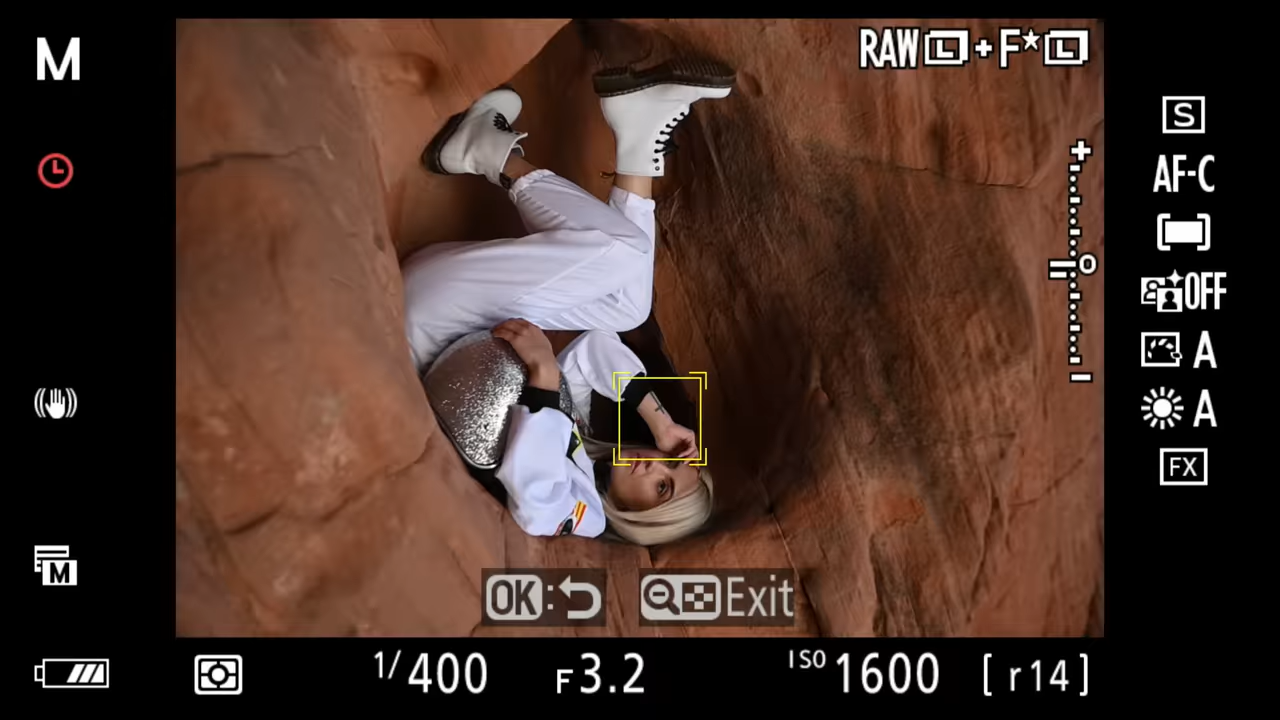 M
RAW L + F★ L
S
AF-C
OFF
A
A
FX
M
OK: Exit
1/400 F3.2 ISO 1600 [r14]